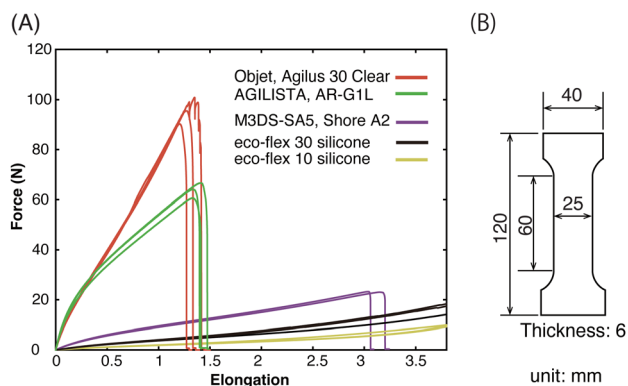 (A)
(B)
120
100
80
60
40
20
0
Force (N)
Objet, Agilus 30 Clear
AGILISTA, AR-G1L
M3DS-SA5, Shore A2
eco-flex 30 silicone
eco-flex 10 silicone
0 0.5 1 1.5 2 2.5 3 3.5
Elongation
40
25
60
120
Thickness: 6
unit: mm